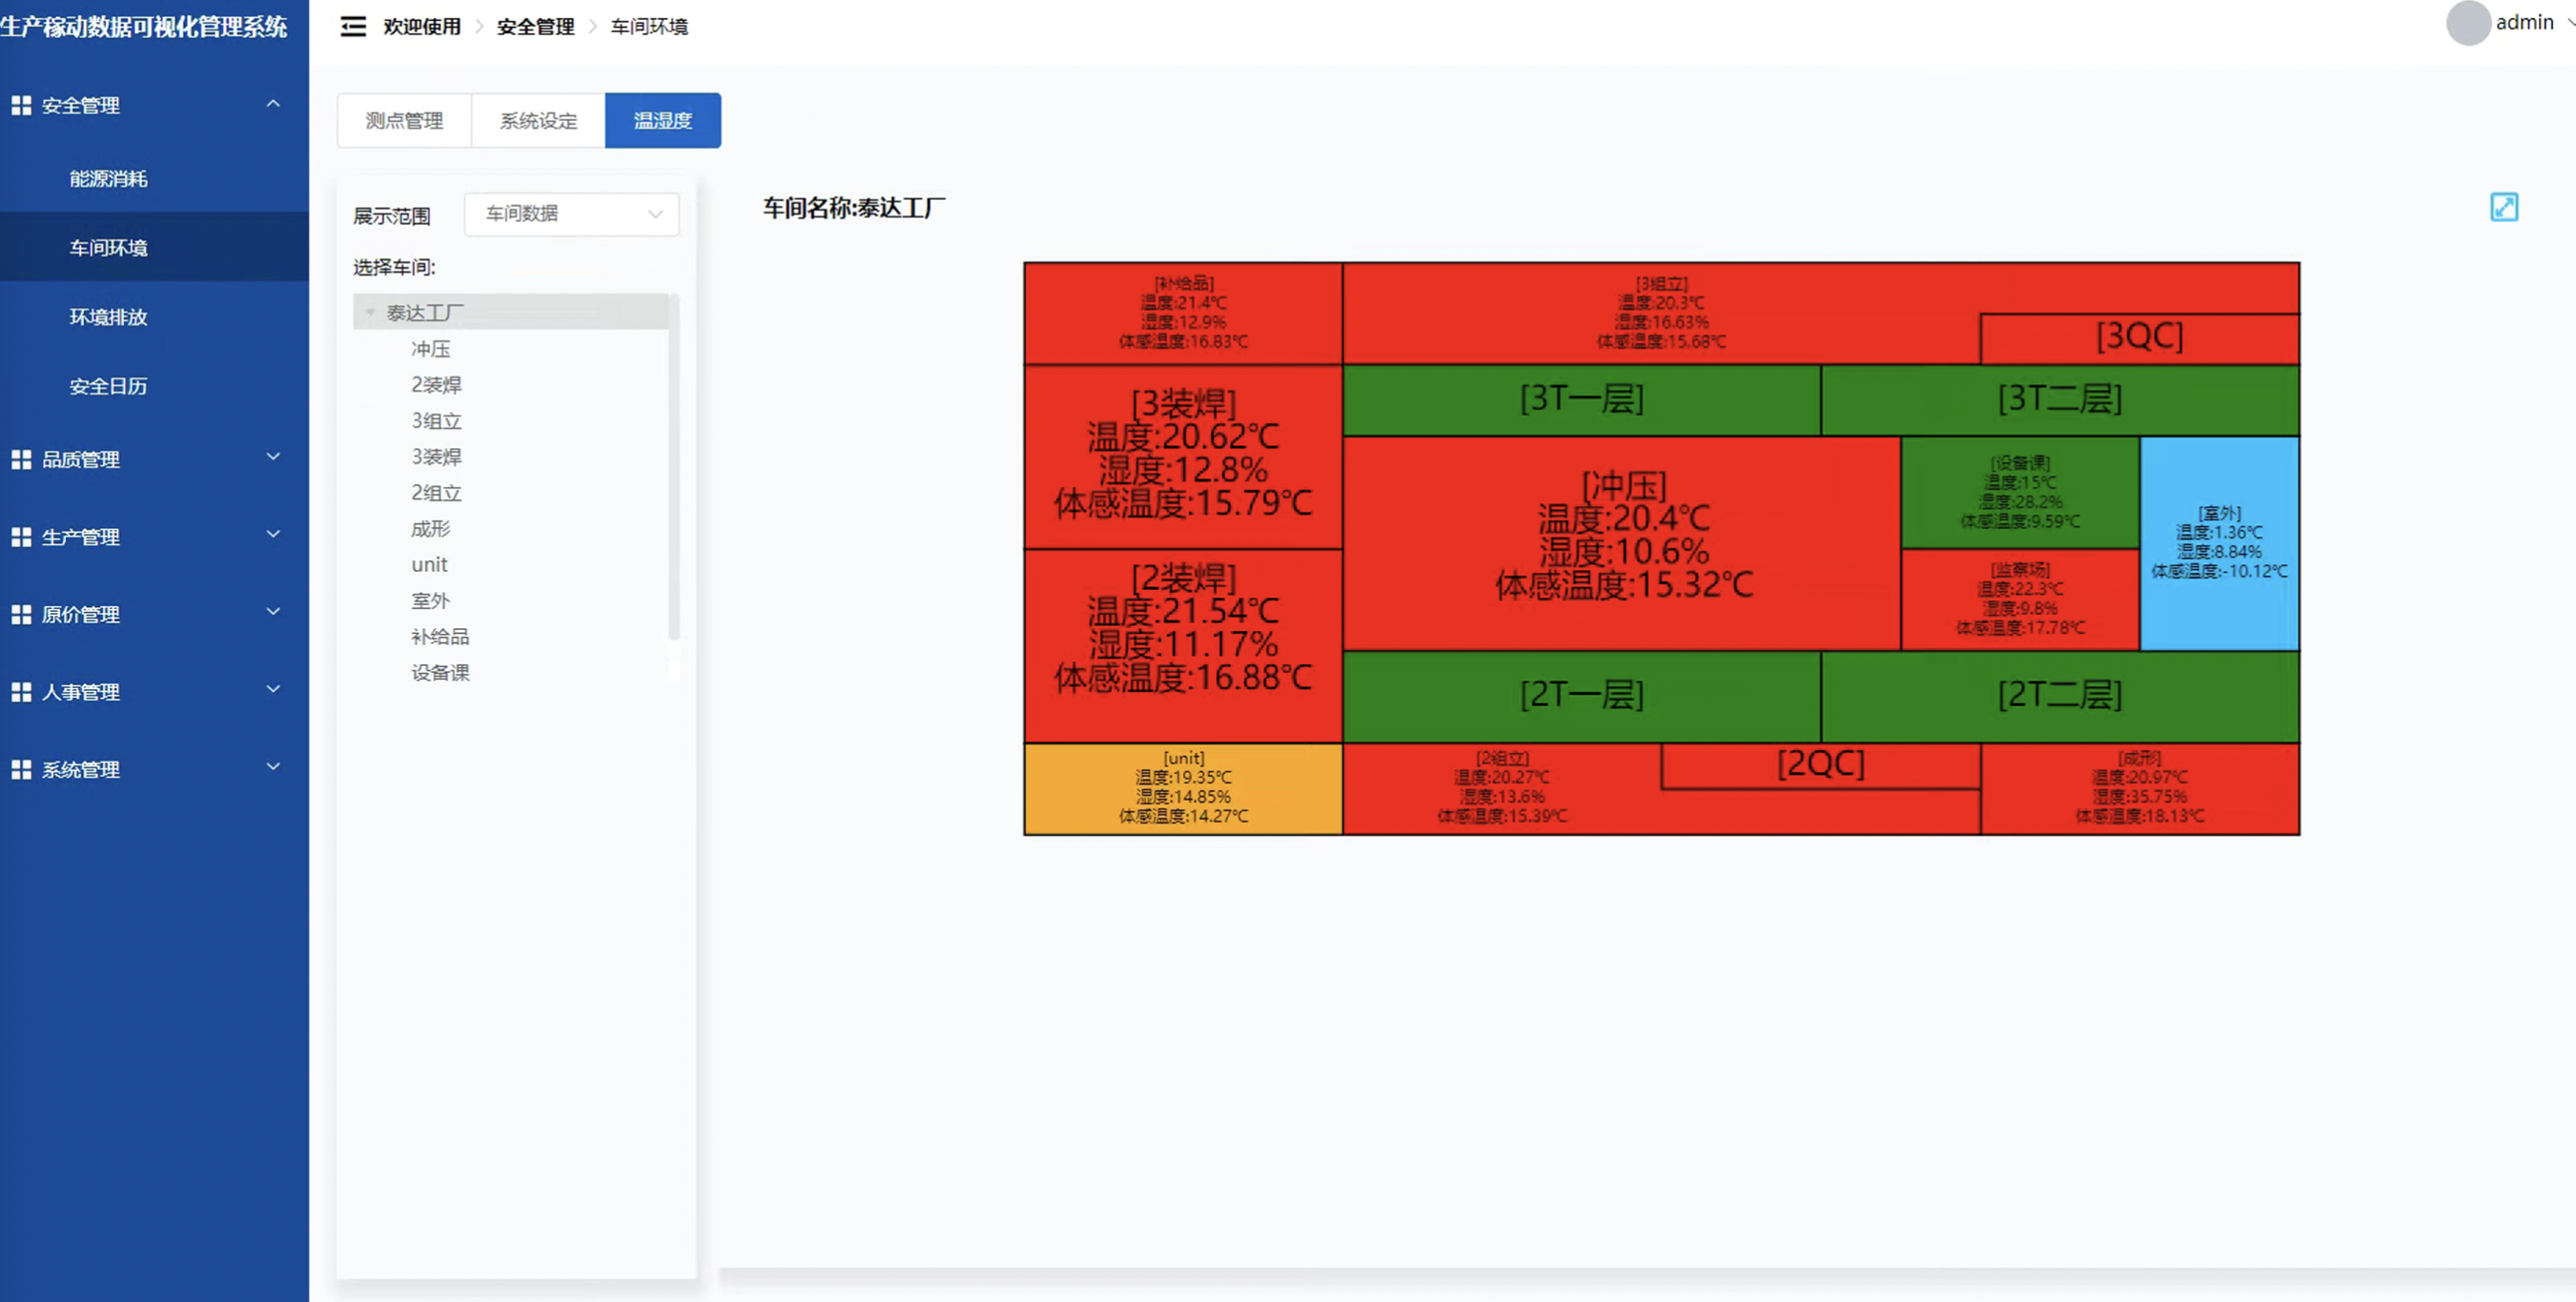 生产稼动数据可视化管理系统
安全管理
能源消耗
车间环境
环境排放
安全日历
品质管理
生产管理
原价管理
人事管理
系统管理
欢迎使用 > 安全管理 > 车间环境
admin
测点管理
系统设定
温湿度
展示范围
车间数据
选择车间:
泰达工厂
冲压
2装焊
3组立
3装焊
2组立
成形
unit
室外
补给品
设备课
车间名称:泰达工厂
[补给品]
温度:21.4℃
湿度:12.9%
体感温度:16.83℃
[3组立]
温度:20.3℃
湿度:16.63%
体感温度:15.68℃
[3QC]
[3装焊]
温度:20.62℃
湿度:12.8%
体感温度:15.79℃
[3T一层]
[3T二层]
[冲压]
温度:20.4℃
湿度:10.6%
体感温度:15.32℃
[设备课]
温度:15℃
湿度:28.2%
体感温度:9.59℃
[室外]
温度:1.36℃
湿度:8.84%
体感温度:-10.12℃
[监察场]
温度:22.3℃
湿度:9.8%
体感温度:17.78℃
[2装焊]
温度:21.54℃
湿度:11.17%
体感温度:16.88℃
[2T一层]
[2T二层]
[unit]
温度:19.35℃
湿度:14.85%
体感温度:14.27℃
[2组立]
温度:20.27℃
湿度:13.6%
体感温度:15.39℃
[2QC]
[成形]
温度:20.97℃
湿度:35.75%
体感温度:18.13℃